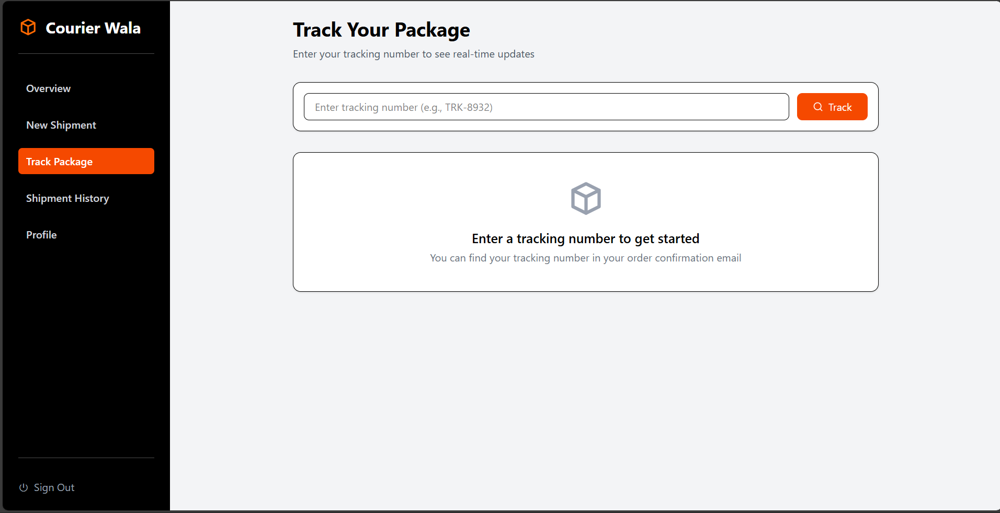 Courier Wala
Overview
New Shipment
Track Package
Shipment History
Profile
Sign Out
Track Your Package
Enter your tracking number to see real-time updates
Enter tracking number (e.g., TRK-8932)
Track
Enter a tracking number to get started
You can find your tracking number in your order confirmation email